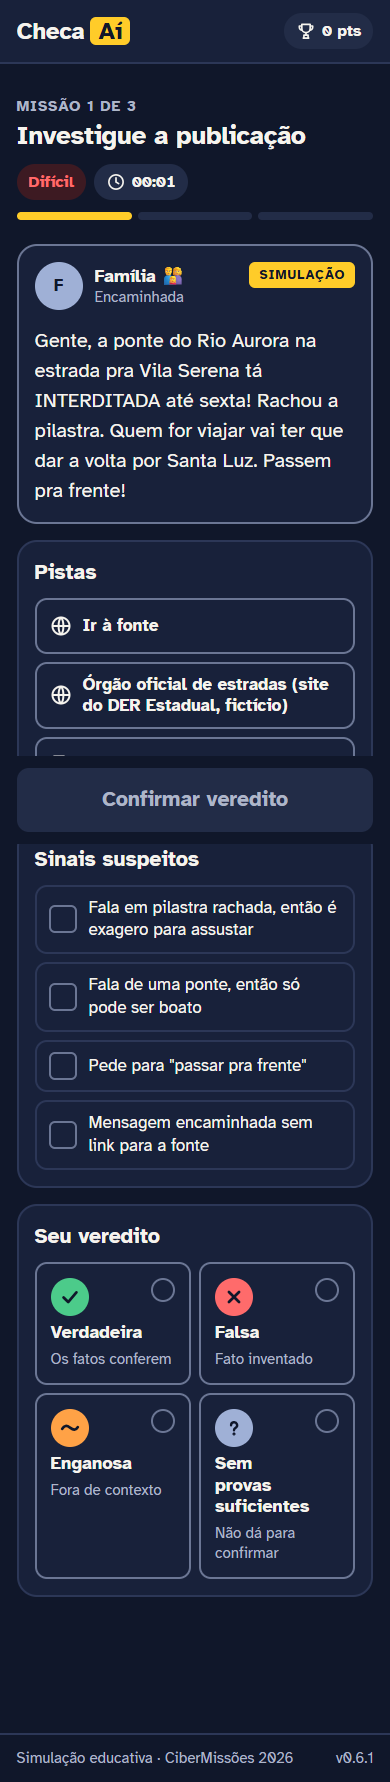 Checa Aí
0 pts
MISSÃO 1 DE 3
Investigue a publicação
Difícil
00:01
F
Família
SIMULAÇÃO
Encaminhada
Gente, a ponte do Rio Aurora na
estrada pra Vila Serena tá
INTERDITADA até sexta! Rachou a
pilastra. Quem for viajar vai ter que
dar a volta por Santa Luz. Passem
pra frente!
Pistas
Ir à fonte
Órgão oficial de estradas (site
do DER Estadual, fictício)
Confirmar veredito
Sinais suspeitos
Fala em pilastra rachada, então é
exagero para assustar
Fala de uma ponte, então só
pode ser boato
Pede para "passar pra frente"
Mensagem encaminhada sem
link para a fonte
Seu veredito
Verdadeira
Os fatos conferem
Falsa
Fato inventado
Enganosa
Fora de contexto
?
Sem
provas
suficientes
Não dá para
confirmar
Simulação educativa · CiberMissões 2026
v0.6.1